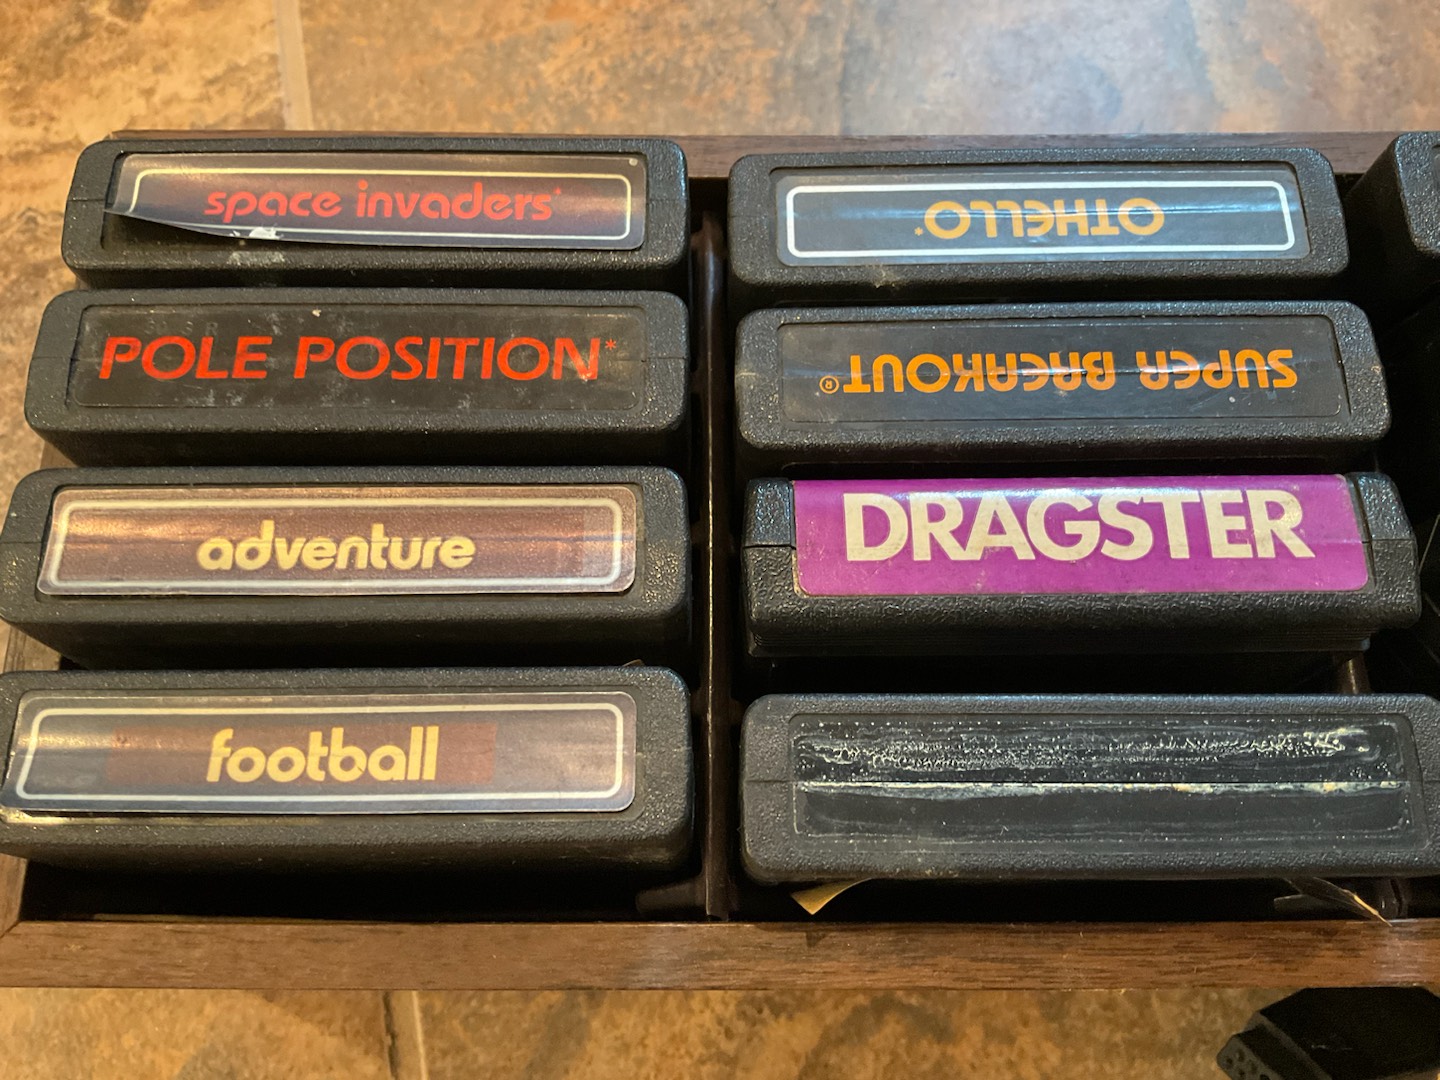 space invaders*
POLE POSITION*
adventure
football
OTHELLO*
SUPER BREAKOUT®
DRAGSTER